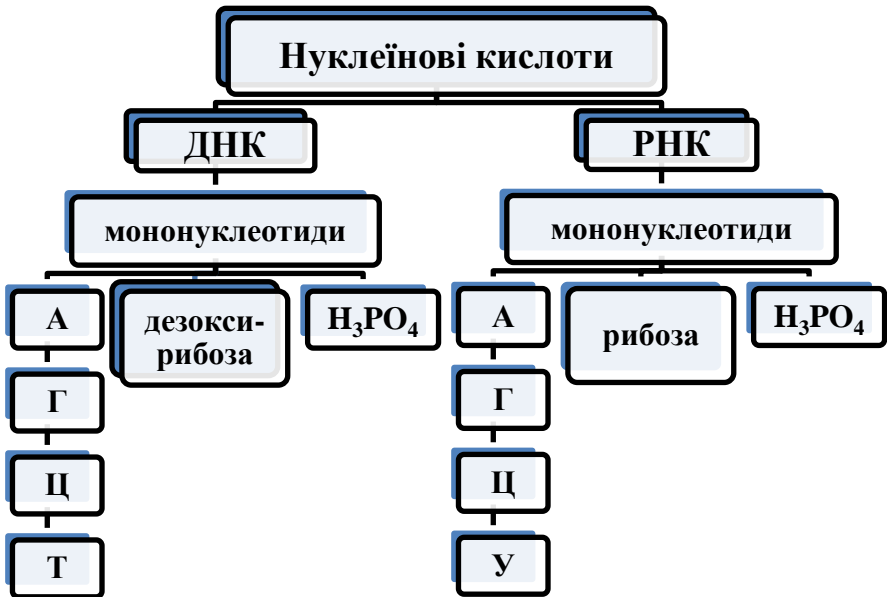 Нуклеїнові кислоти
ДНК
РНК
мононуклеотиди
мононуклеотиди
А
дезокси-
рибоза
H₃PO₄
А
рибоза
H₃PO₄
Г
Г
Ц
Ц
Т
У